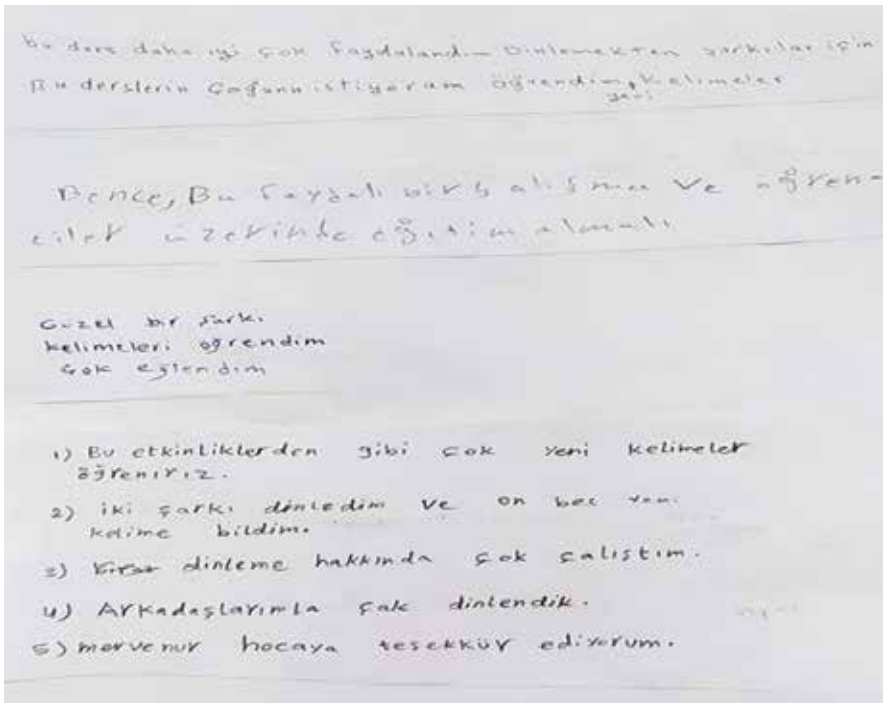 bu ders daha iyi çok faydalandım Dinlemekten şarkılar için
Bu derslerin çoğunu istiyorum öğrendim kelimeler
yeni
Bence, Bu faydalı bir çalışma Ve öğren-
ciler üzerinde eğitim almalı
Güzel bir şarkı
kelimeleri öğrendim
çok eğlendim
1) Bu etkinliklerden gibi çok yeni kelimeler
öğreniriz.
2) iki şarkı dinledim ve on beş yeni
kelime bildim.
3) dinleme hakkında çok çalıştım.
4) Arkadaşlarımla çok dinlendik.
5) mervenur hocaya teşekkür ediyorum.